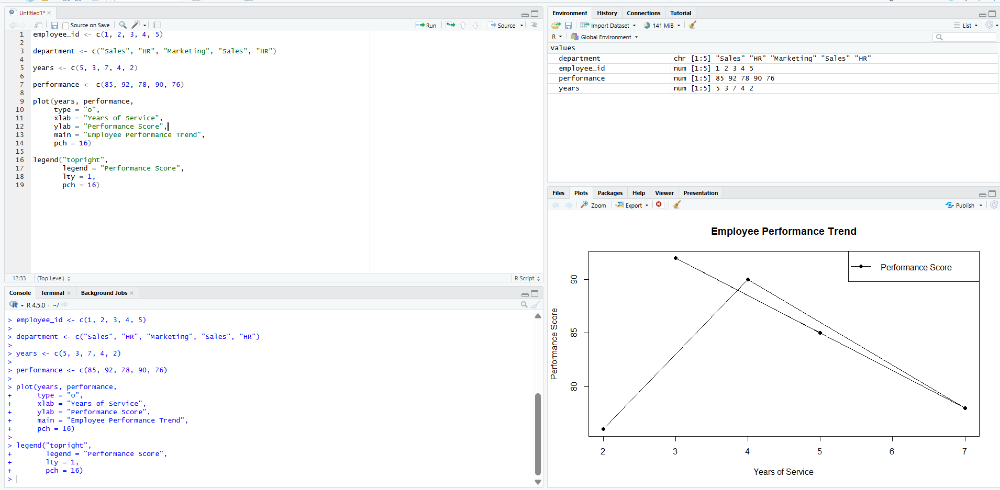 Untitled1*
Source on Save
Run
Source
1 employee_id <- c(1, 2, 3, 4, 5)
2
3 department <- c("Sales", "HR", "Marketing", "Sales", "HR")
4
5 years <- c(5, 3, 7, 4, 2)
6
7 performance <- c(85, 92, 78, 90, 76)
8
9 plot(years, performance,
10      type = "o",
11      xlab = "Years of Service",
12      ylab = "Performance Score",
13      main = "Employee Performance Trend",
14      pch = 16)
15
16 legend("topright",
17        legend = "Performance Score",
18        lty = 1,
19        pch = 16)
12:33 (Top Level) R Script
Console Terminal Background Jobs
R R 4.5.0 · ~/
> employee_id <- c(1, 2, 3, 4, 5)
>
> department <- c("Sales", "HR", "Marketing", "Sales", "HR")
>
> years <- c(5, 3, 7, 4, 2)
>
> performance <- c(85, 92, 78, 90, 76)
>
> plot(years, performance,
+      type = "o",
+      xlab = "Years of Service",
+      ylab = "Performance Score",
+      main = "Employee Performance Trend",
+      pch = 16)
>
> legend("topright",
+        legend = "Performance Score",
+        lty = 1,
+        pch = 16)
>
Environment History Connections Tutorial
Import Dataset 141 MiB List
R Global Environment
Values
department chr [1:5] "Sales" "HR" "Marketing" "Sales" "HR"
employee_id num [1:5] 1 2 3 4 5
performance num [1:5] 85 92 78 90 76
years num [1:5] 5 3 7 4 2
Files Plots Packages Help Viewer Presentation
Zoom Export Publish
Employee Performance Trend
Performance Score
Performance Score
90
85
80
2 3 4 5 6 7
Years of Service